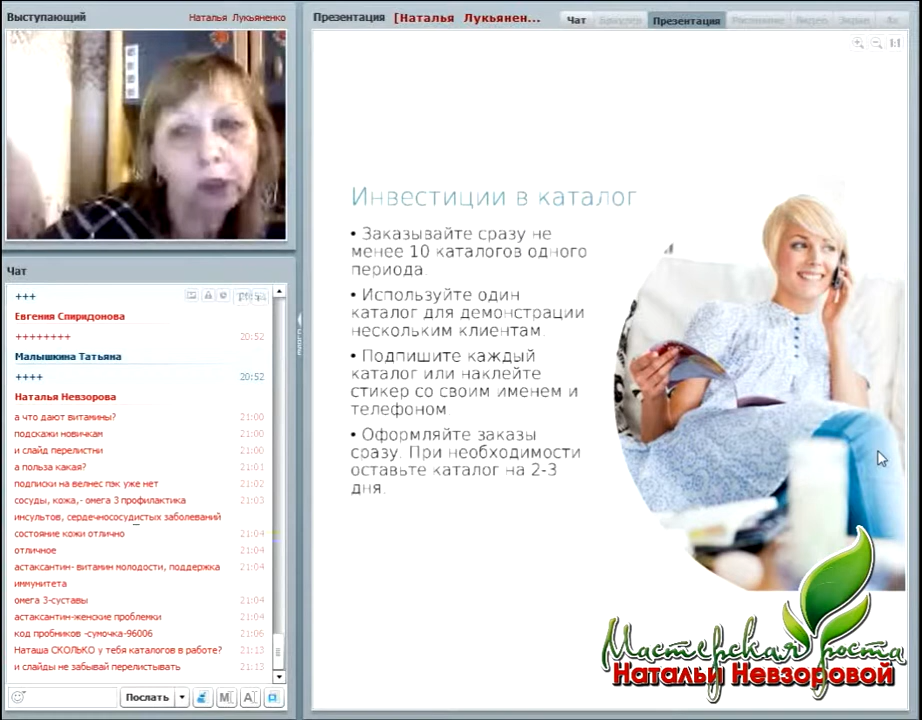 Выступающий
Наталья Лукьяненко
Презентация [Наталья Лукьянен...
Чат
Презентация
Видео
Экран
1:1
Чат
+++
Евгения Спиридонова
++++++++ 20:52
Малышкина Татьяна
++++ 20:52
Наталья Невзорова
а что дают витамины? 21:00
подскажи новичкам 21:00
и слайд перелистни 21:00
а польза какая? 21:01
подписки на велнес пэк уже нет 21:02
сосуды, кожа,- омега 3 профилактика 21:03
инсультов, сердечнососудистых заболеваний
состояние кожи отлично 21:04
отличное 21:04
астаксантин- витамин молодости, поддержка 21:04
иммунитета
омега 3-суставы 21:04
астаксантин-женские проблемки 21:04
код пробников -сумочка-96006 21:06
Наташа СКОЛЬКО у тебя каталогов в работе? 21:13
и слайды не забывай перелистывать 21:13
Послать
Инвестиции в каталог
• Заказывайте сразу не
менее 10 каталогов одного
периода.
• Используйте один
каталог для демонстрации
нескольким клиентам.
• Подпишите каждый
каталог или наклейте
стикер со своим именем и
телефоном.
• Оформляйте заказы
сразу. При необходимости
оставьте каталог на 2-3
дня.
Мастерская роста
Натальи Невзоровой